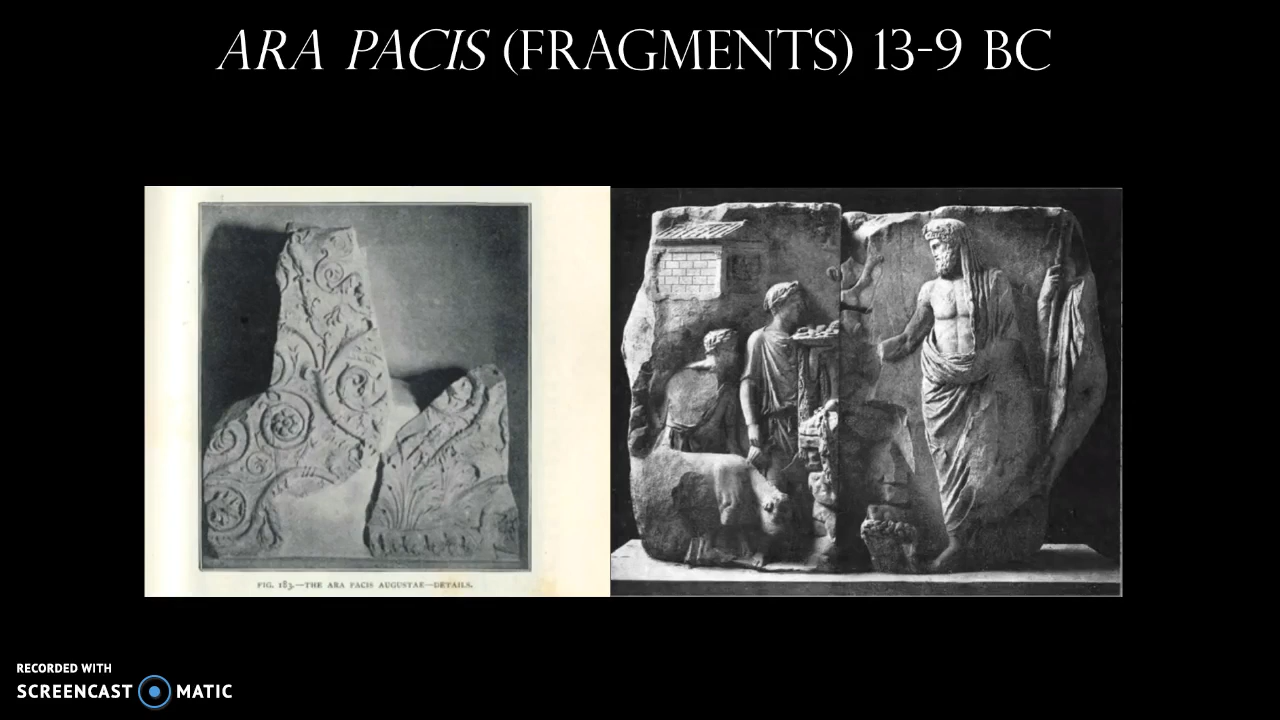 ARA PACIS (FRAGMENTS) 13-9 BC
FIG. 183.—THE ARA PACIS AUGUSTAE—DETAILS.
RECORDED WITH
SCREENCAST MATIC